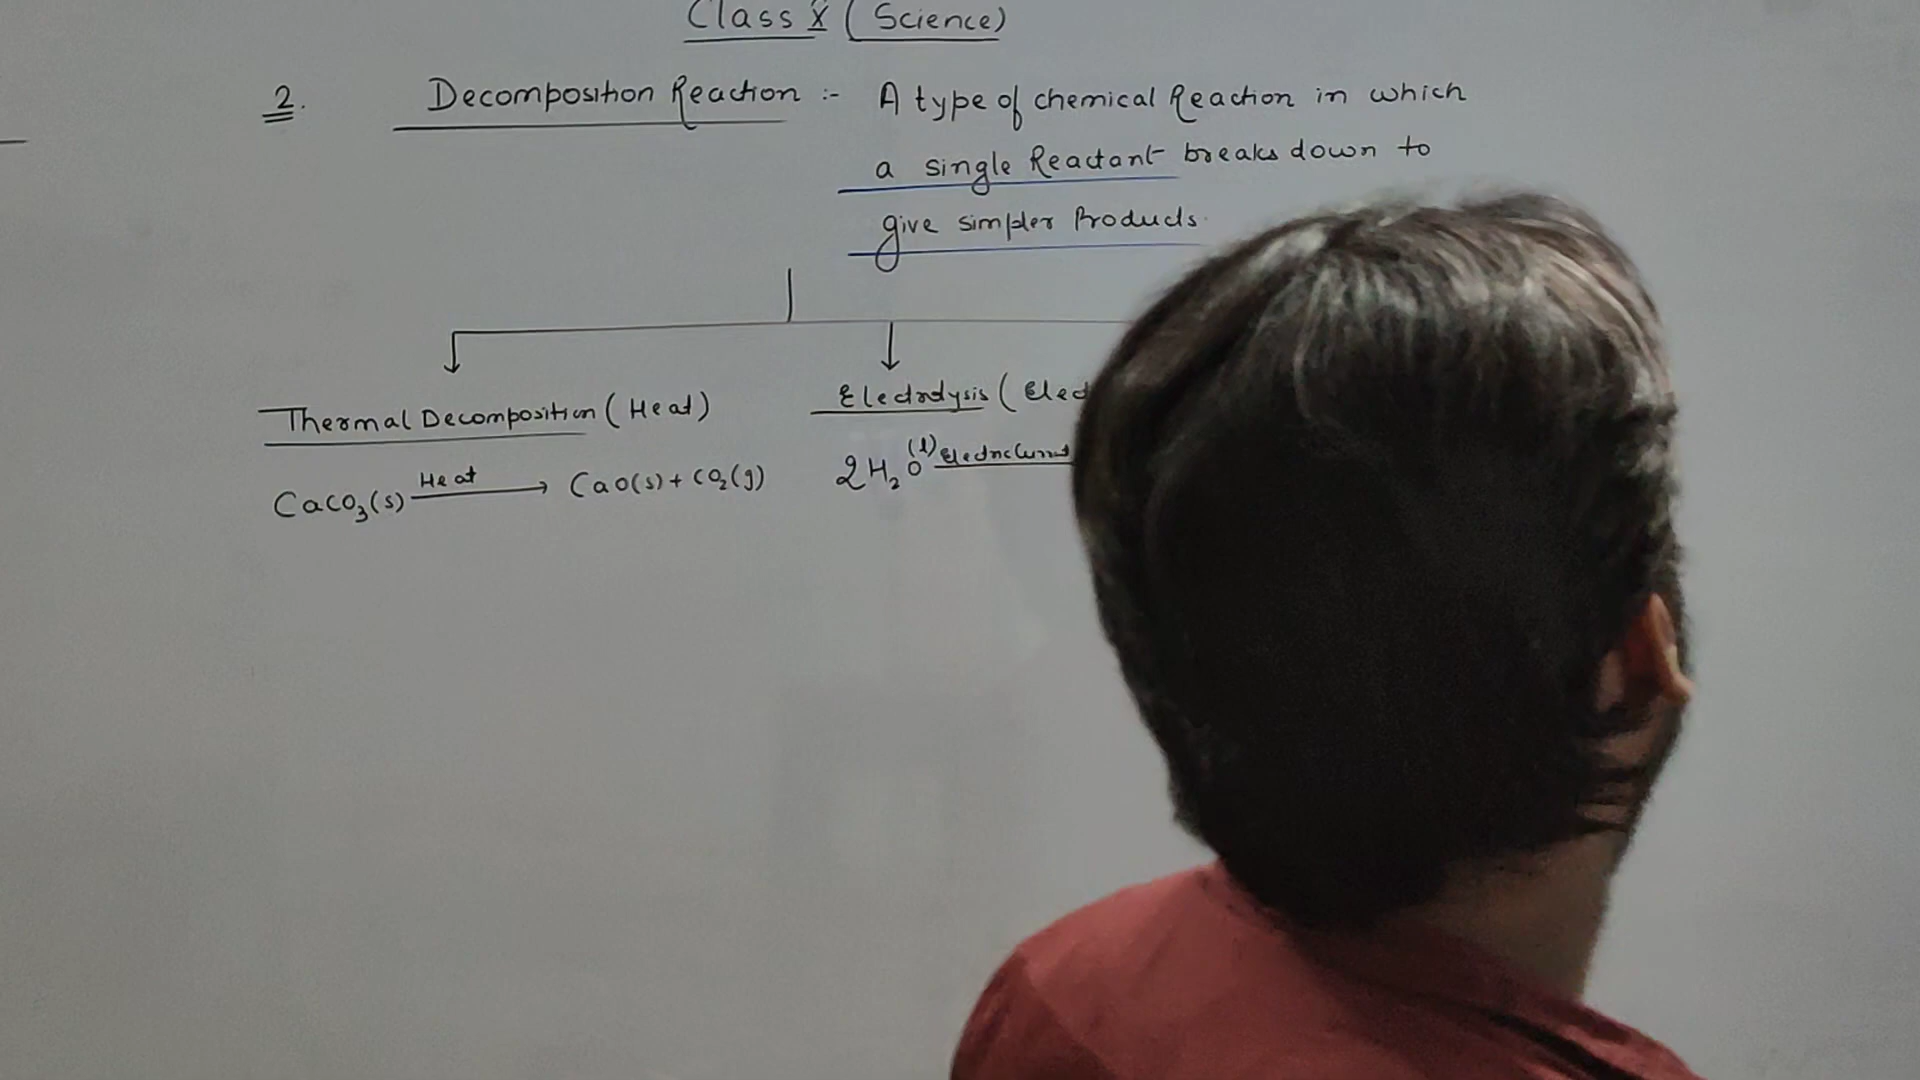 Class X (Science)
2. Decomposition Reaction :- A type of chemical Reaction in which
a single Reactant breaks down to
give simpler Products.
Thermal Decomposition (Heat)
CaCO₃(s) Heat → CaO(s) + CO₂(g)
Electrolysis (Elect
2H₂O(l) Electric Current